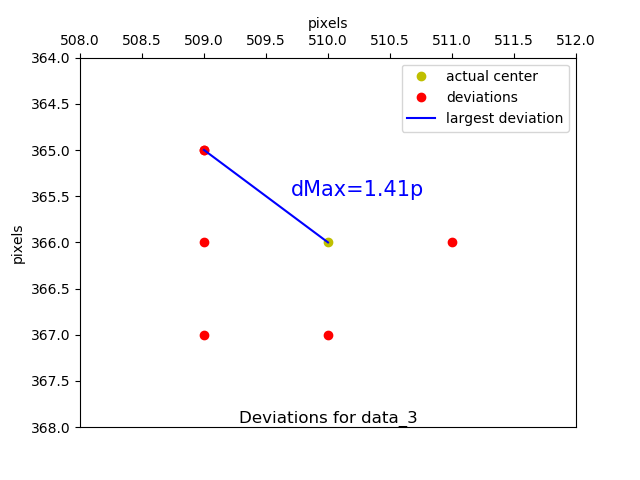 pixels
508.0 508.5 509.0 509.5 510.0 510.5 511.0 511.5 512.0
364.0
actual center
deviations
largest deviation
364.5
365.0
dMax=1.41p
365.5
366.0
pixels
366.5
367.0
367.5
Deviations for data_3
368.0